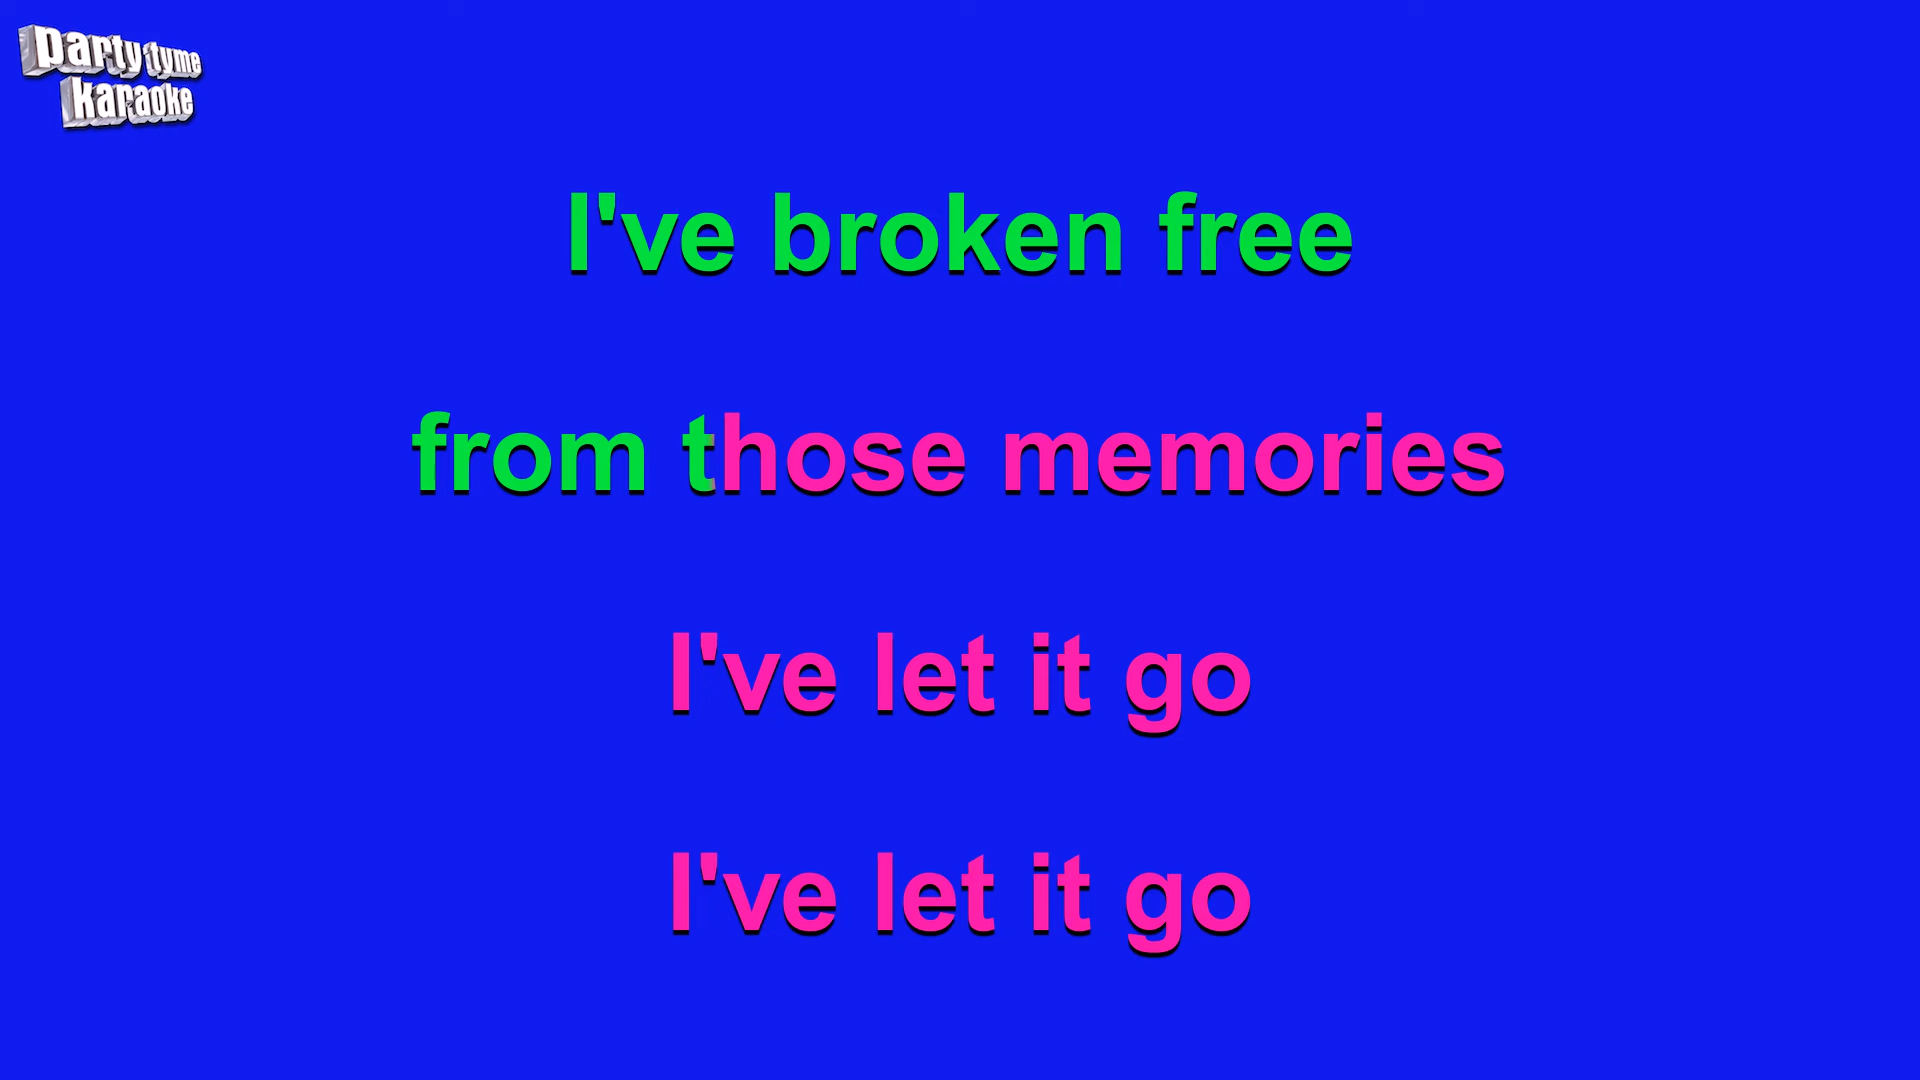 party tyme
karaoke
I've broken free
from those memories
I've let it go
I've let it go